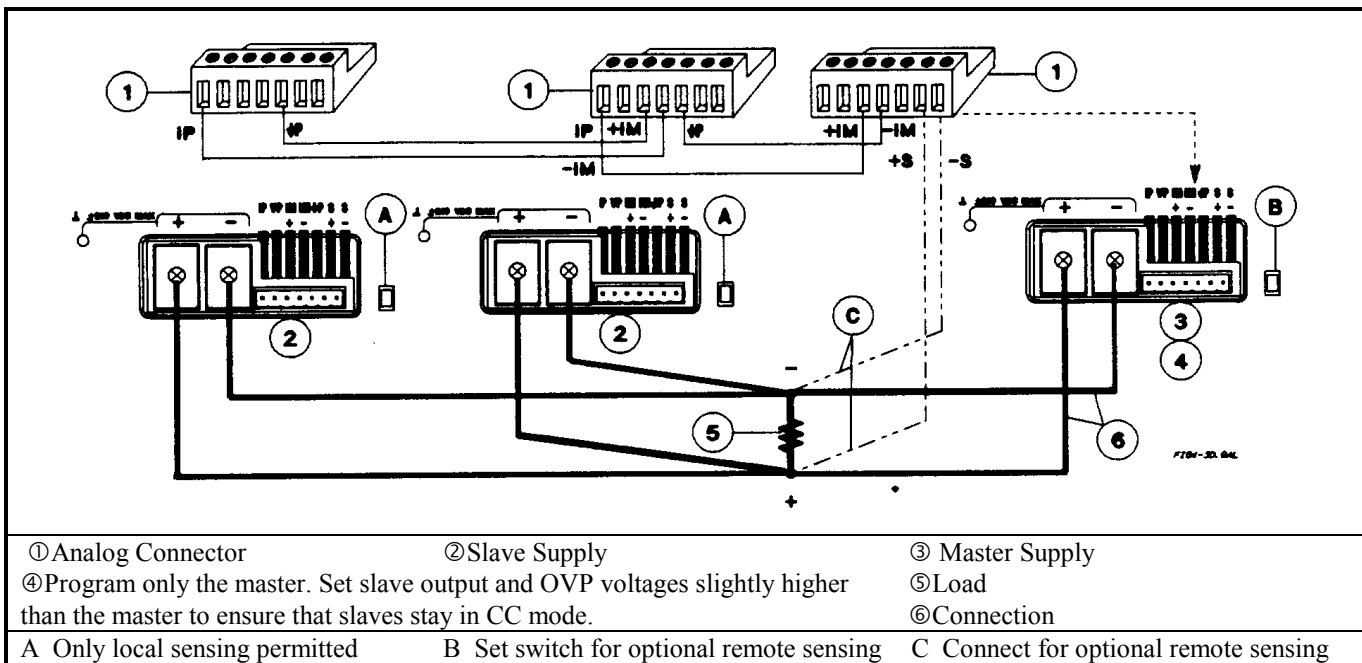 1 1 1
IP ↓P IP +IM ↓P +IM -IM
-IM +S -S
+ - IP VP + - ↓P S S A
+ - A
+ - B
2 2 C 3
4
-
5 6
+
①Analog Connector ②Slave Supply ③ Master Supply
④Program only the master. Set slave output and OVP voltages slightly higher ⑤Load
than the master to ensure that slaves stay in CC mode. ⑥Connection
A Only local sensing permitted B Set switch for optional remote sensing C Connect for optional remote sensing